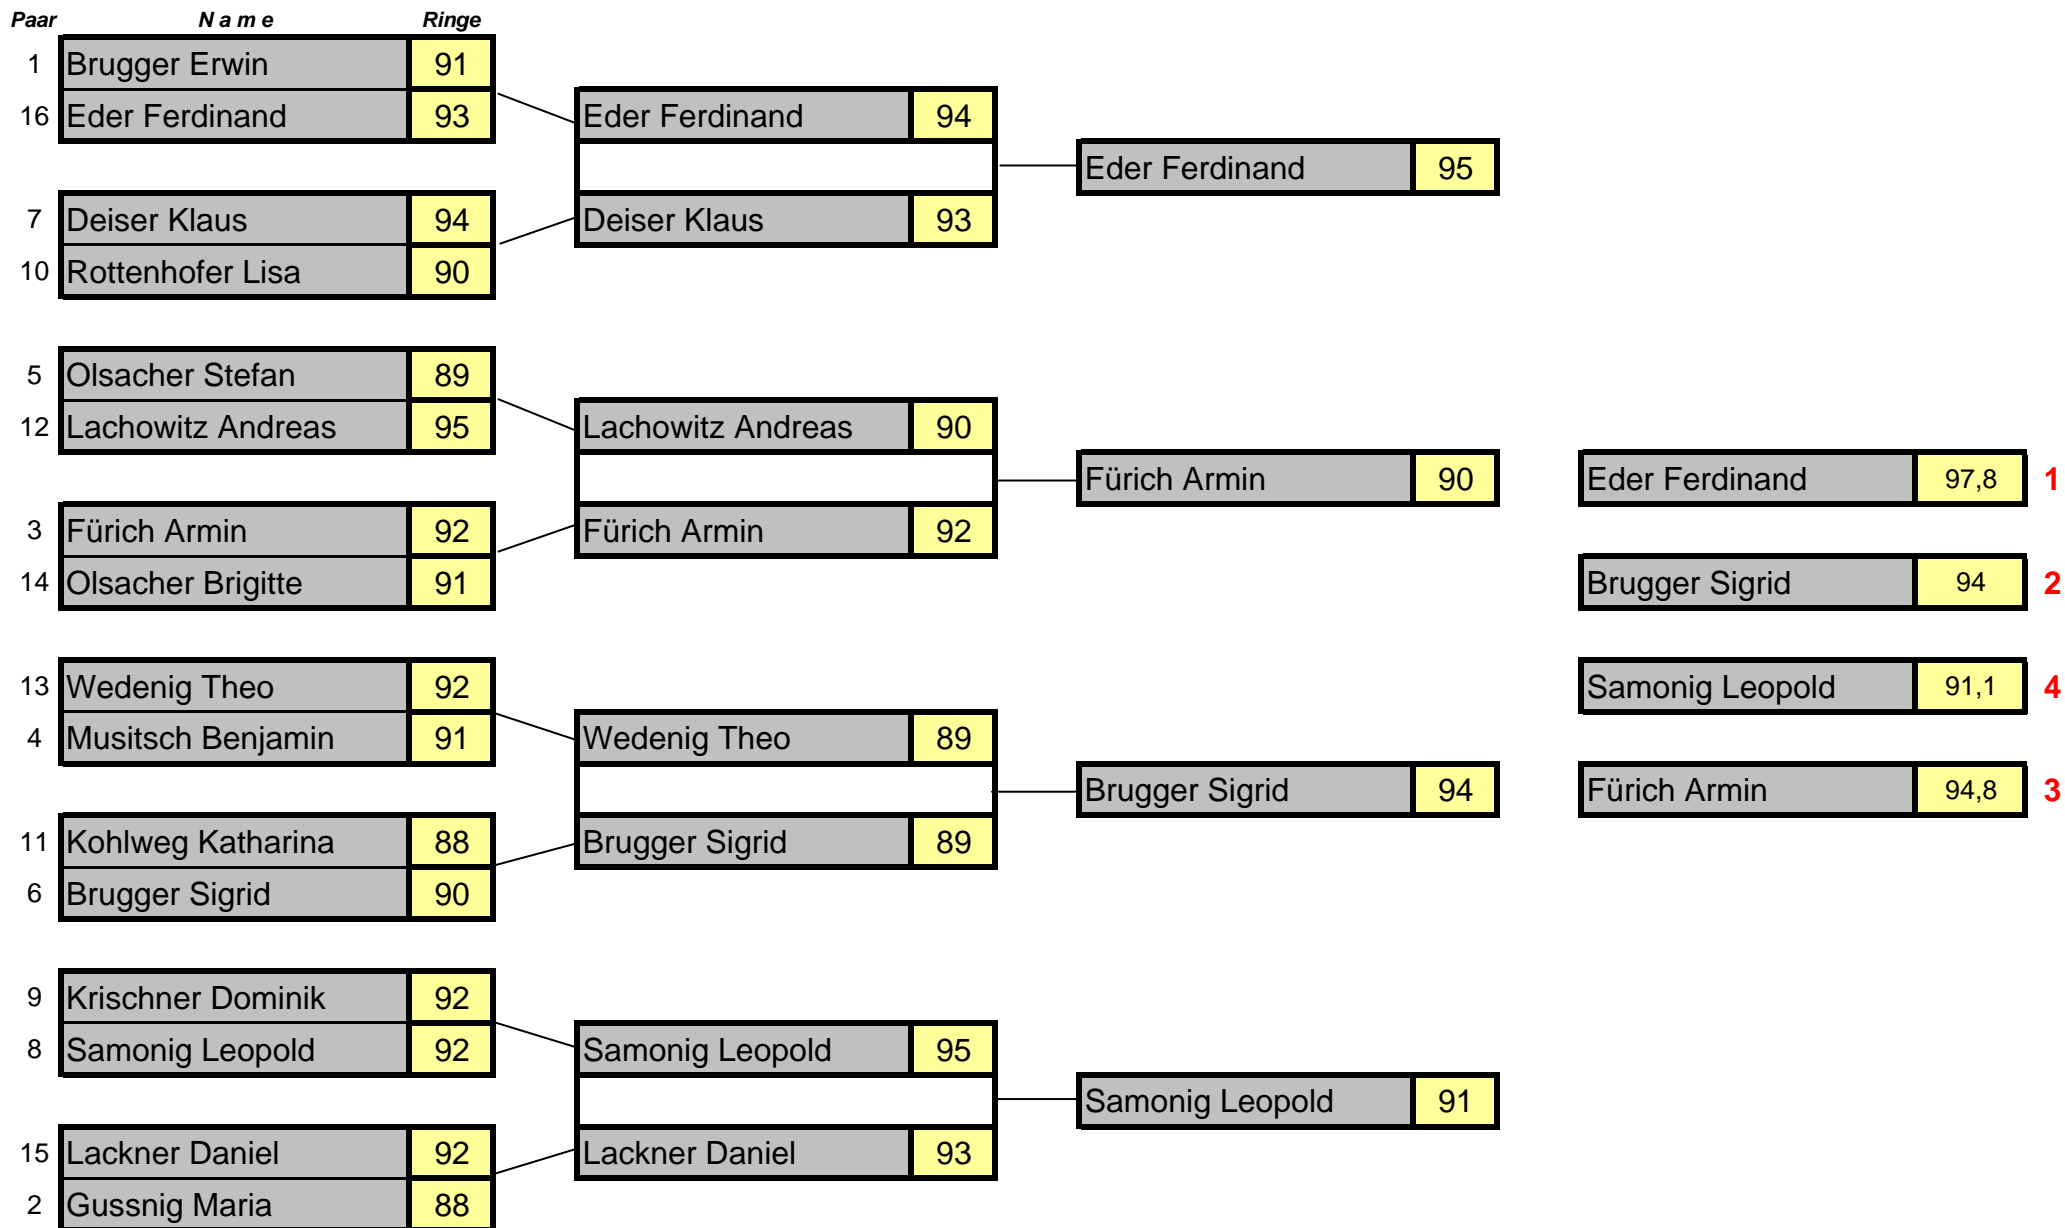 Paar N a m e Ringe
1 Brugger Erwin 91
16 Eder Ferdinand 93
Eder Ferdinand 94
Eder Ferdinand 95
7 Deiser Klaus 94
Deiser Klaus 93
10 Rottenhofer Lisa 90
5 Olsacher Stefan 89
12 Lachowitz Andreas 95
Lachowitz Andreas 90
Fürich Armin 90
Eder Ferdinand 97,8 1
3 Fürich Armin 92
Fürich Armin 92
14 Olsacher Brigitte 91
Brugger Sigrid 94 2
13 Wedenig Theo 92
Samonig Leopold 91,1 4
4 Musitsch Benjamin 91
Wedenig Theo 89
Brugger Sigrid 94
Fürich Armin 94,8 3
11 Kohlweg Katharina 88
Brugger Sigrid 89
6 Brugger Sigrid 90
9 Krischner Dominik 92
8 Samonig Leopold 92
Samonig Leopold 95
Samonig Leopold 91
15 Lackner Daniel 92
Lackner Daniel 93
2 Gussnig Maria 88